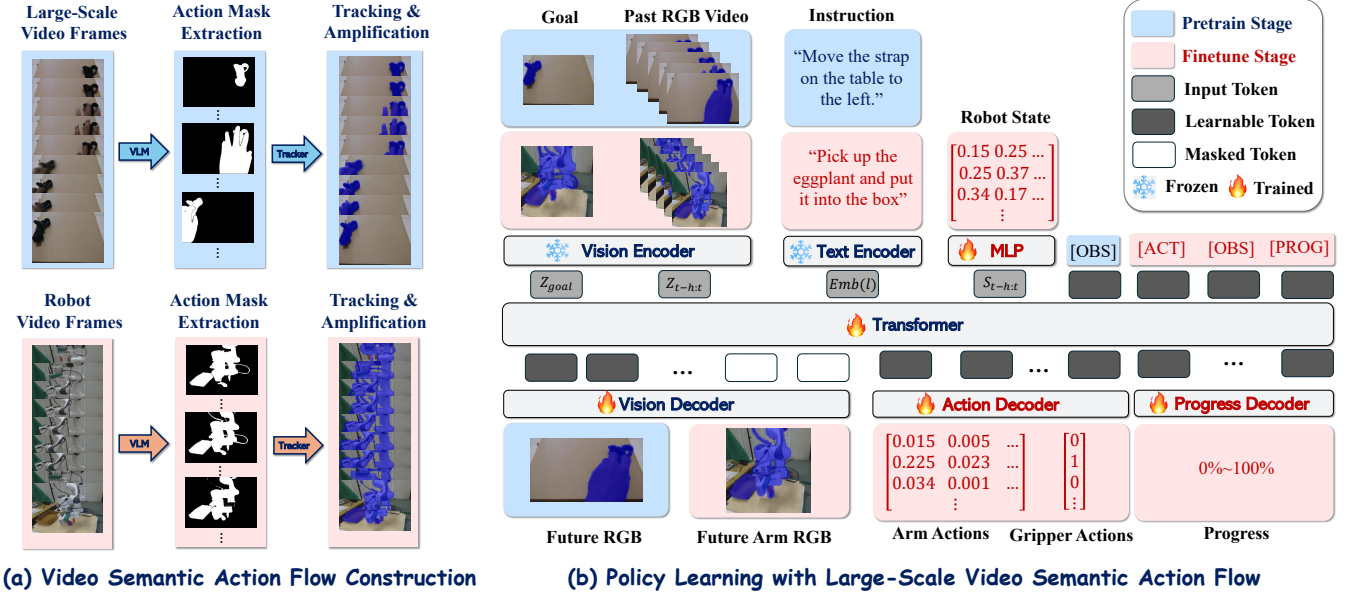 Large-Scale
Video Frames
Action Mask
Extraction
Tracking &
Amplification
VLM
Tracker
Robot
Video Frames
Action Mask
Extraction
Tracking &
Amplification
VLM
Tracker
(a) Video Semantic Action Flow Construction
Goal
Past RGB Video
Instruction
“Move the strap
on the table to
the left.”
“Pick up the
eggplant and put
it into the box”
Robot State
0.15 0.25 ...
0.25 0.37 ...
0.34 0.17 ...
⋮
Pretrain Stage
Finetune Stage
Input Token
Learnable Token
Masked Token
Frozen
Trained
Vision Encoder
Text Encoder
MLP
[OBS]
[ACT]
[OBS]
[PROG]
Z_{goal}
Z_{t-h:t}
Emb(l)
S_{t-h:t}
Transformer
...
...
...
Vision Decoder
Action Decoder
Progress Decoder
0.015 0.005 ...
0.225 0.023 ...
0.034 0.001 ...
⋮
0
1
0
⋮
0%~100%
Future RGB
Future Arm RGB
Arm Actions
Gripper Actions
Progress
(b) Policy Learning with Large-Scale Video Semantic Action Flow